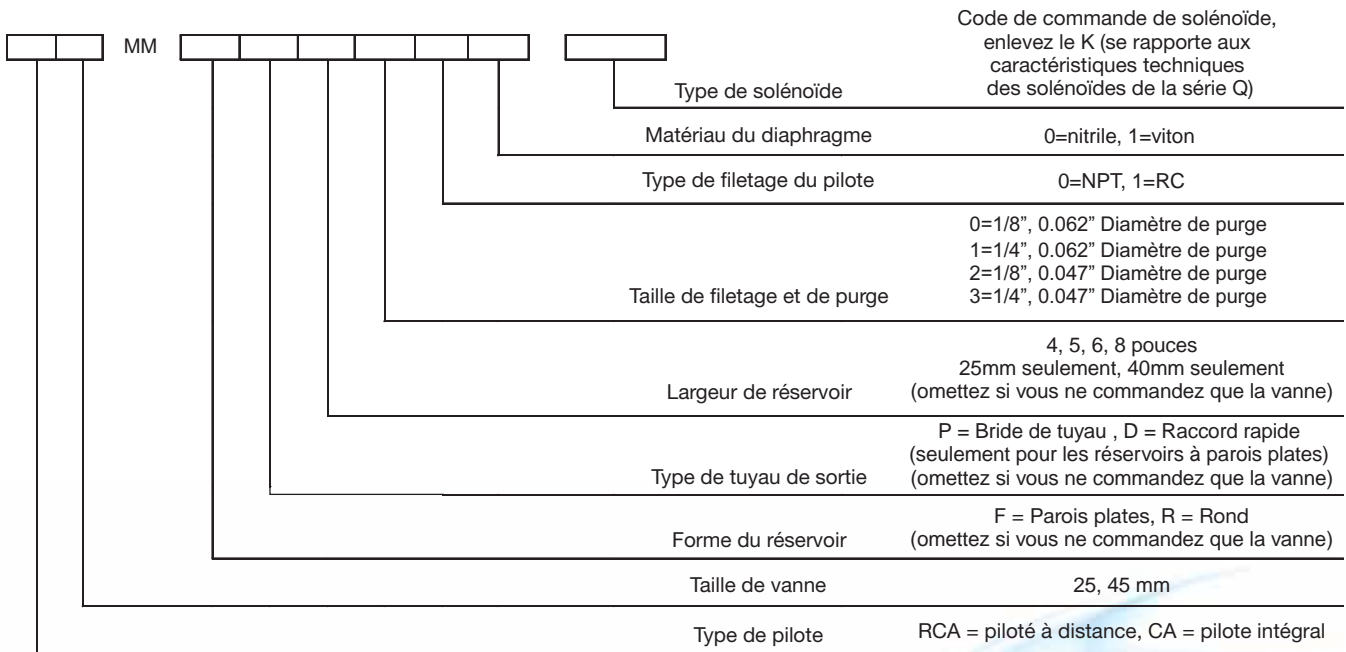 MM
Code de commande de solénoïde,
enlevez le K (se rapporte aux
caractéristiques techniques
des solénoïdes de la série Q)
Type de solénoïde
Matériau du diaphragme
0=nitrile, 1=viton
Type de filetage du pilote
0=NPT, 1=RC
0=1/8”, 0.062” Diamètre de purge
1=1/4”, 0.062” Diamètre de purge
2=1/8”, 0.047” Diamètre de purge
3=1/4”, 0.047” Diamètre de purge
Taille de filetage et de purge
4, 5, 6, 8 pouces
25mm seulement, 40mm seulement
(omettez si vous ne commandez que la vanne)
Largeur de réservoir
P = Bride de tuyau , D = Raccord rapide
(seulement pour les réservoirs à parois plates)
(omettez si vous ne commandez que la vanne)
Type de tuyau de sortie
F = Parois plates, R = Rond
(omettez si vous ne commandez que la vanne)
Forme du réservoir
Taille de vanne
25, 45 mm
Type de pilote
RCA = piloté à distance, CA = pilote intégral